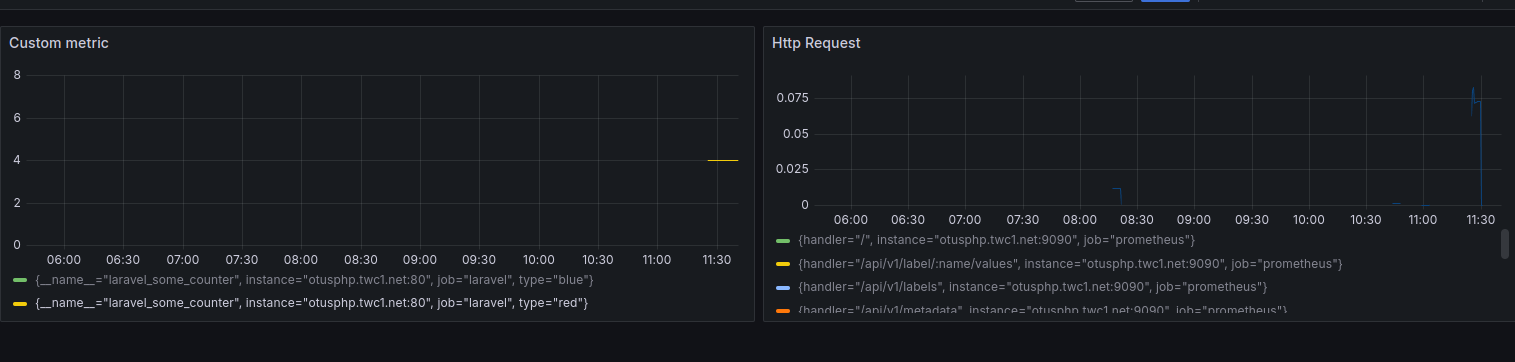 Custom metric
8
6
4
2
0
06:00 06:30 07:00 07:30 08:00 08:30 09:00 09:30 10:00 10:30 11:00 11:30
{__name__="laravel_some_counter", instance="otusphp.twc1.net:80", job="laravel", type="blue"}
{__name__="laravel_some_counter", instance="otusphp.twc1.net:80", job="laravel", type="red"}
Http Request
0.075
0.05
0.025
0
06:00 06:30 07:00 07:30 08:00 08:30 09:00 09:30 10:00 10:30 11:00 11:30
{handler="/", instance="otusphp.twc1.net:9090", job="prometheus"}
{handler="/api/v1/label/:name/values", instance="otusphp.twc1.net:9090", job="prometheus"}
{handler="/api/v1/labels", instance="otusphp.twc1.net:9090", job="prometheus"}
{handler="/api/v1/metadata", instance="otusphp.twc1.net:9090", job="prometheus"}